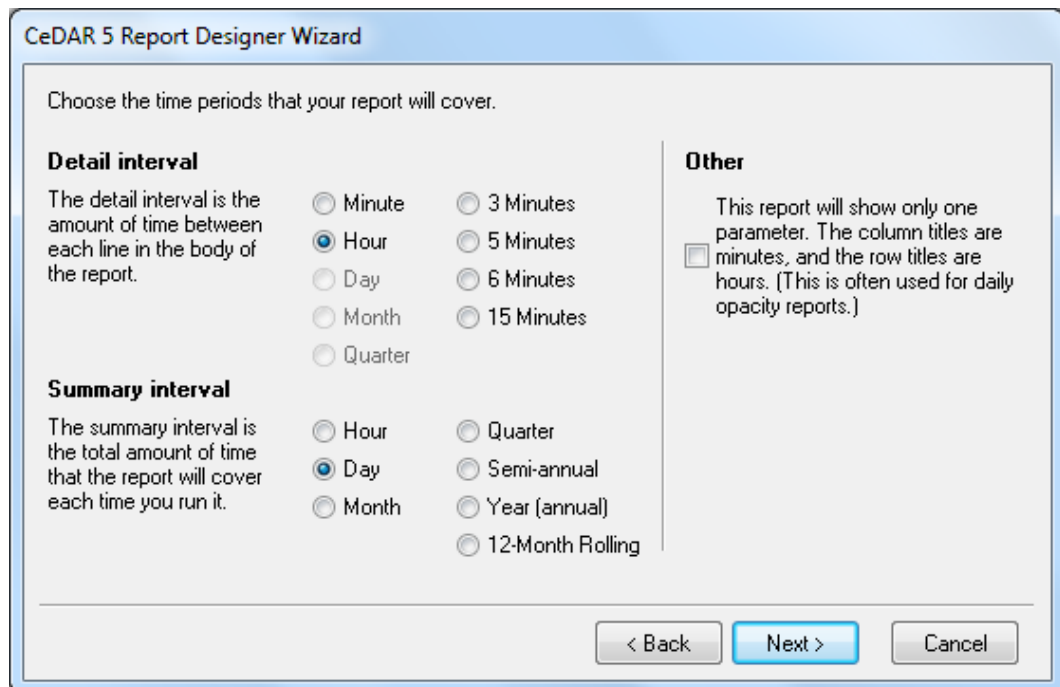 CeDAR 5 Report Designer Wizard
Choose the time periods that your report will cover.
Detail interval
The detail interval is the
amount of time between
each line in the body of
the report.
Minute
Hour
Day
Month
Quarter
3 Minutes
5 Minutes
6 Minutes
15 Minutes
Summary interval
The summary interval is
the total amount of time
that the report will cover
each time you run it.
Hour
Day
Month
Quarter
Semi-annual
Year (annual)
12-Month Rolling
Other
This report will show only one
parameter. The column titles are
minutes, and the row titles are
hours. (This is often used for daily
opacity reports.)
< Back
Next >
Cancel